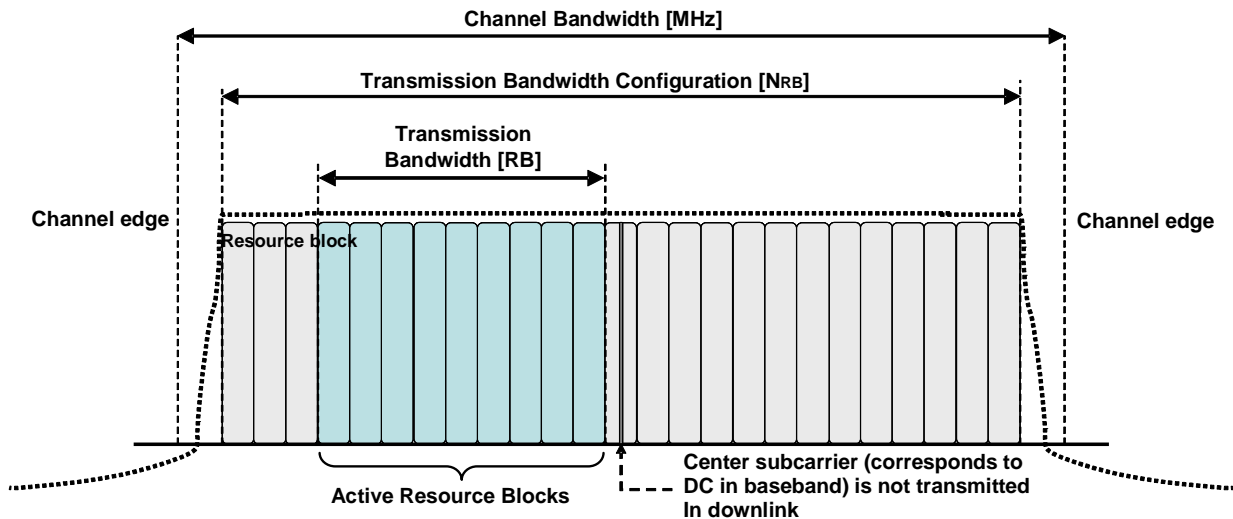 Channel Bandwidth [MHz]
Transmission Bandwidth Configuration [NRB]
Transmission
Bandwidth [RB]
Channel edge
Channel edge
Resource block
Center subcarrier (corresponds to
DC in baseband) is not transmitted
In downlink
Active Resource Blocks